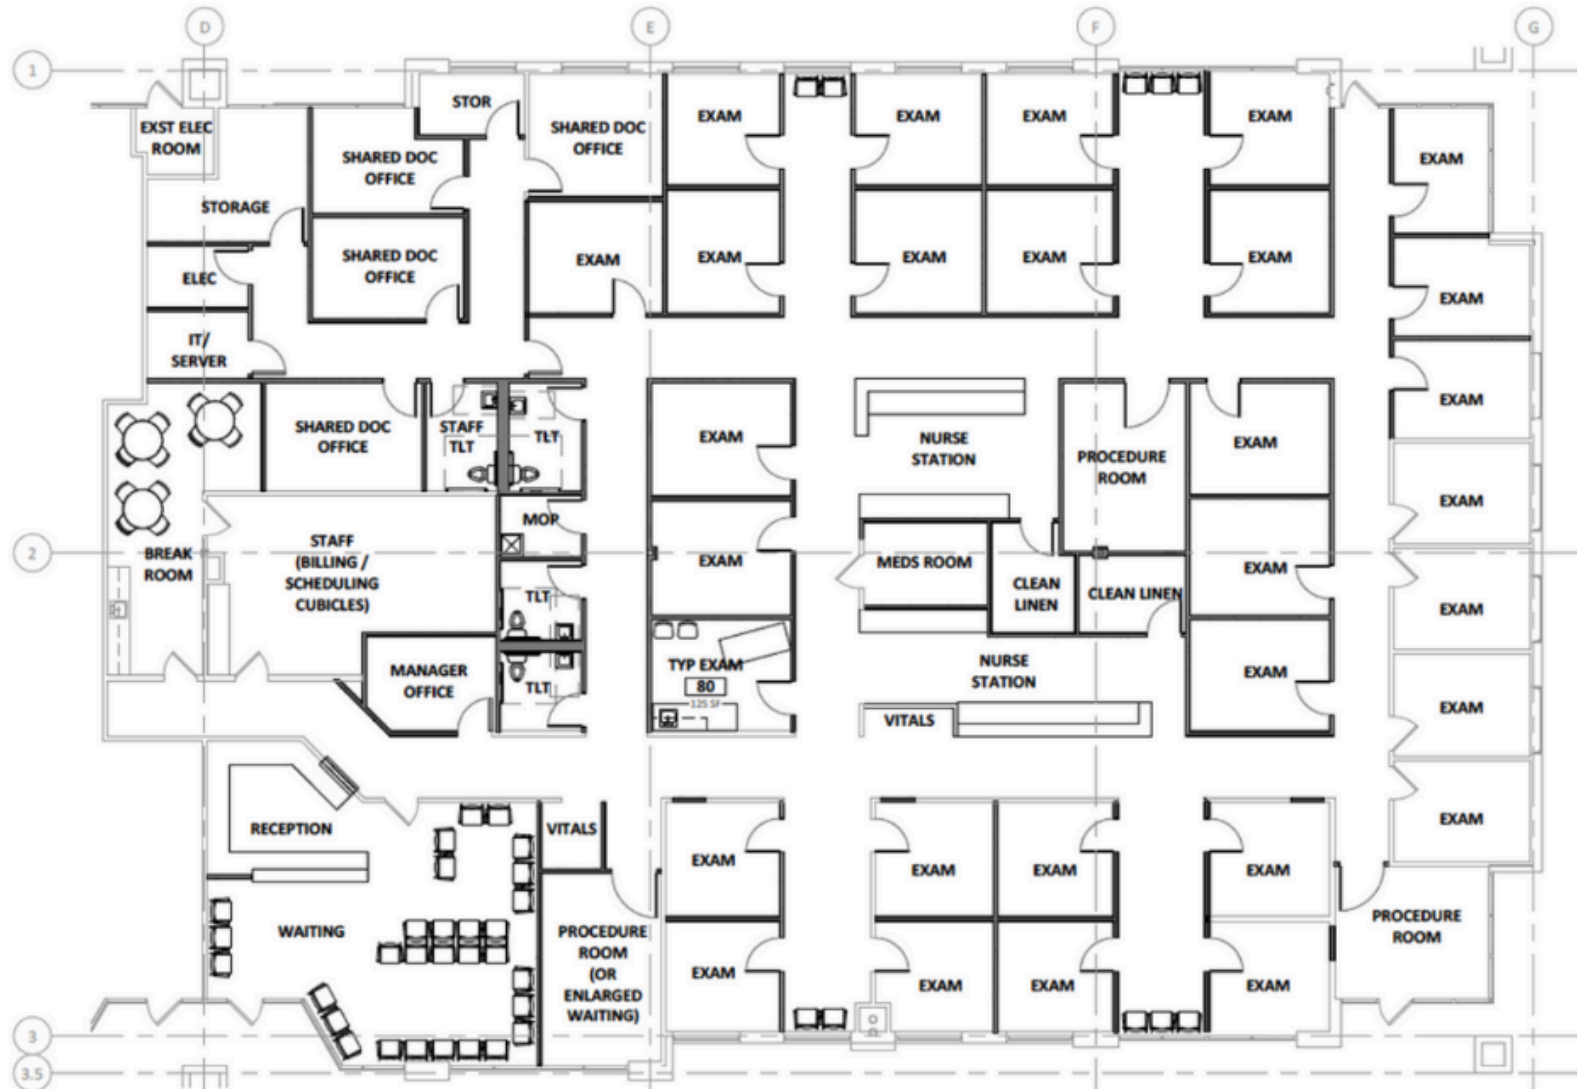 D
E
F
G
1
STOR
EXAM
EXAM
EXAM
EXAM
EXST ELEC
ROOM
SHARED DOC
OFFICE
SHARED DOC
OFFICE
EXAM
STORAGE
SHARED DOC
OFFICE
EXAM
EXAM
EXAM
EXAM
EXAM
ELEC
EXAM
IT/
SERVER
EXAM
SHARED DOC
OFFICE
STAFF
TLT
TLT
EXAM
NURSE
STATION
PROCEDURE
ROOM
EXAM
EXAM
MOP
2
BREAK
ROOM
STAFF
(BILLING /
SCHEDULING
CUBICLES)
EXAM
MEDS ROOM
CLEAN
LINEN
CLEAN LINEN
EXAM
EXAM
TLT
MANAGER
OFFICE
TLT
TYP EXAM
80
125 SF
NURSE
STATION
EXAM
EXAM
VITALS
RECEPTION
VITALS
EXAM
EXAM
EXAM
EXAM
EXAM
WAITING
PROCEDURE
ROOM
(OR
ENLARGED
WAITING)
EXAM
EXAM
EXAM
EXAM
PROCEDURE
ROOM
3
3.5